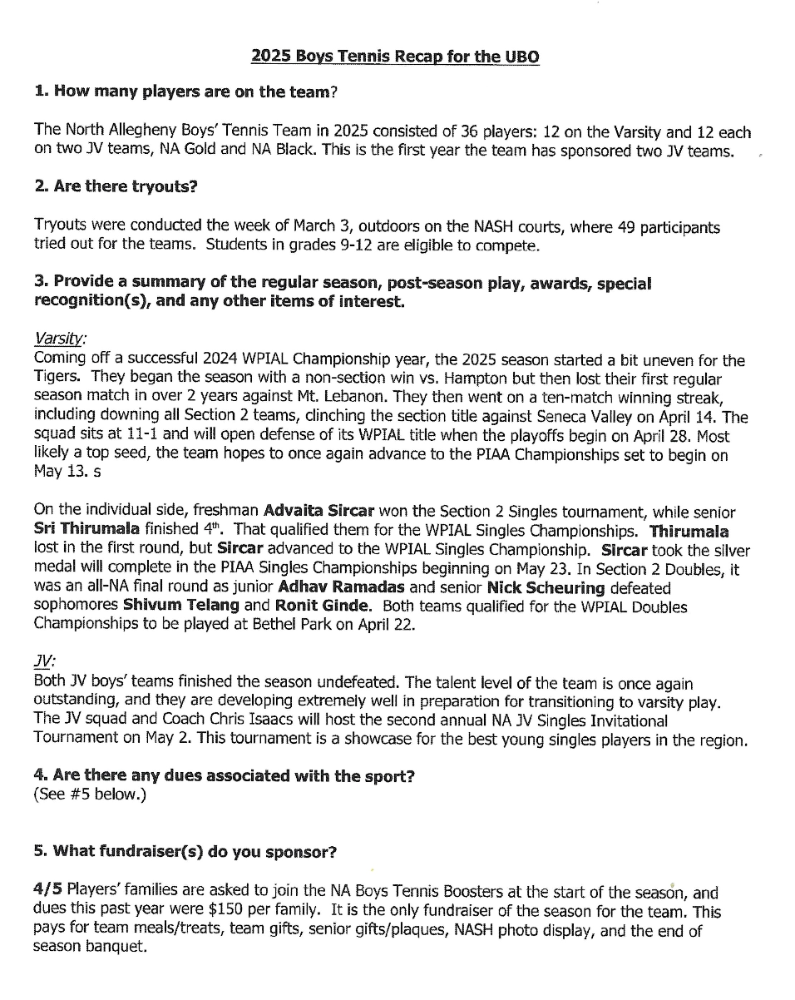 2025 Boys Tennis Recap for the UBO
1. How many players are on the team?
The North Allegheny Boys' Tennis Team in 2025 consisted of 36 players: 12 on the Varsity and 12 each
on two JV teams, NA Gold and NA Black. This is the first year the team has sponsored two JV teams.
2. Are there tryouts?
Tryouts were conducted the week of March 3, outdoors on the NASH courts, where 49 participants
tried out for the teams. Students in grades 9-12 are eligible to compete.
3. Provide a summary of the regular season, post-season play, awards, special
recognition(s), and any other items of interest.
Varsity:
Coming off a successful 2024 WPIAL Championship year, the 2025 season started a bit uneven for the
Tigers. They began the season with a non-section win vs. Hampton but then lost their first regular
season match in over 2 years against Mt. Lebanon. They then went on a ten-match winning streak,
including downing all Section 2 teams, clinching the section title against Seneca Valley on April 14. The
squad sits at 11-1 and will open defense of its WPIAL title when the playoffs begin on April 28. Most
likely a top seed, the team hopes to once again advance to the PIAA Championships set to begin on
May 13. s
On the individual side, freshman Advaita Sircar won the Section 2 Singles tournament, while senior
Sri Thirumala finished 4th. That qualified them for the WPIAL Singles Championships. Thirumala
lost in the first round, but Sircar advanced to the WPIAL Singles Championship. Sircar took the silver
medal will complete in the PIAA Singles Championships beginning on May 23. In Section 2 Doubles, it
was an all-NA final round as junior Adhav Ramadas and senior Nick Scheuring defeated
sophomores Shivum Telang and Ronit Ginde. Both teams qualified for the WPIAL Doubles
Championships to be played at Bethel Park on April 22.
JV:
Both JV boys' teams finished the season undefeated. The talent level of the team is once again
outstanding, and they are developing extremely well in preparation for transitioning to varsity play.
The JV squad and Coach Chris Isaacs will host the second annual NA JV Singles Invitational
Tournament on May 2. This tournament is a showcase for the best young singles players in the region.
4. Are there any dues associated with the sport?
(See #5 below.)
5. What fundraiser(s) do you sponsor?
4/5 Players' families are asked to join the NA Boys Tennis Boosters at the start of the season, and
dues this past year were $150 per family. It is the only fundraiser of the season for the team. This
pays for team meals/treats, team gifts, senior gifts/plaques, NASH photo display, and the end of
season banquet.